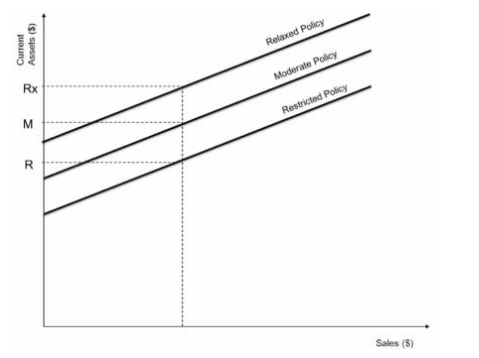 Current
Assets ($)
Relaxed Policy
Moderate Policy
Restricted Policy
Rx
M
R
Sales ($)